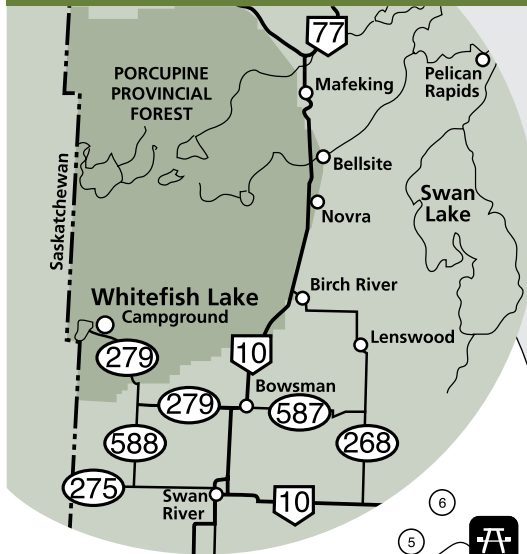 77
PORCUPINE
PROVINCIAL
FOREST
Mafeking
Pelican
Rapids
Bellsite
Saskatchewan
Swan
Lake
Novra
Birch River
Whitefish Lake
Campground
Lenswood
279
10
Bowsman
279
587
588
268
275
Swan
River
10
6
5